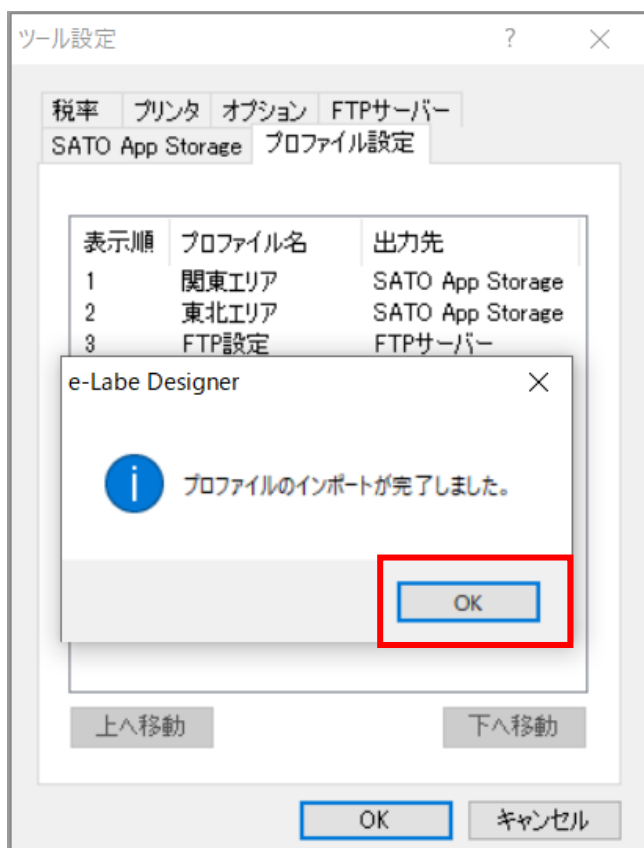 ツール設定 ?
税率 プリンタ オプション FTPサーバー
SATO App Storage プロファイル設定
表示順 プロファイル名 出力先
1 関東エリア SATO App Storage
2 東北エリア SATO App Storage
3 FTP設定 FTPサーバー
e-Labe Designer
プロファイルのインポートが完了しました。
OK
上へ移動 下へ移動
OK キャンセル